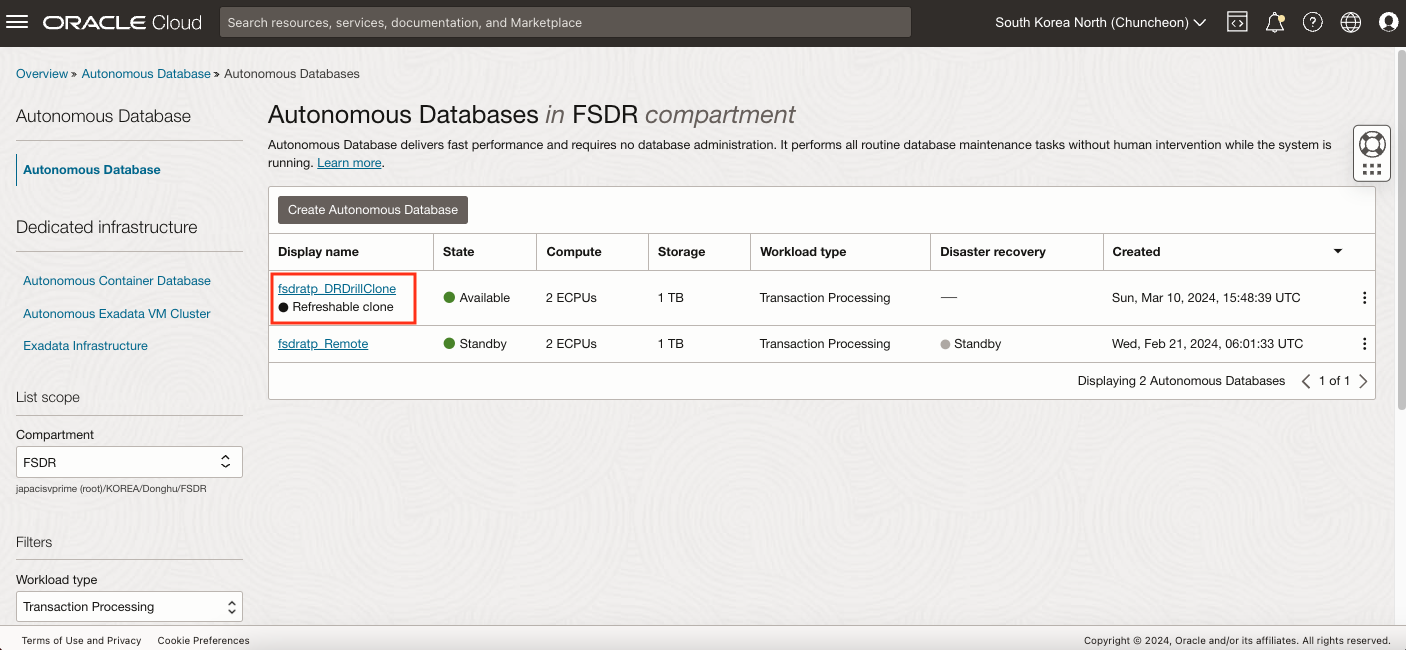 ORACLE Cloud
Search resources, services, documentation, and Marketplace
South Korea North (Chuncheon)
Overview » Autonomous Database » Autonomous Databases
Autonomous Database
Autonomous Database
Dedicated infrastructure
Autonomous Container Database
Autonomous Exadata VM Cluster
Exadata Infrastructure
List scope
Compartment
FSDR
japacisvprime (root)/KOREA/Donghu/FSDR
Filters
Workload type
Transaction Processing
Autonomous Databases in FSDR compartment
Autonomous Database delivers fast performance and requires no database administration. It performs all routine database maintenance tasks without human intervention while the system is
running. Learn more.
Create Autonomous Database
Display name State Compute Storage Workload type Disaster recovery Created
fsdratp_DRDrillClone
Refreshable clone
Available 2 ECPUs 1 TB Transaction Processing — Sun, Mar 10, 2024, 15:48:39 UTC
fsdratp_Remote Standby 2 ECPUs 1 TB Transaction Processing Standby Wed, Feb 21, 2024, 06:01:33 UTC
Displaying 2 Autonomous Databases 1 of 1
Terms of Use and Privacy Cookie Preferences
Copyright © 2024, Oracle and/or its affiliates. All rights reserved.